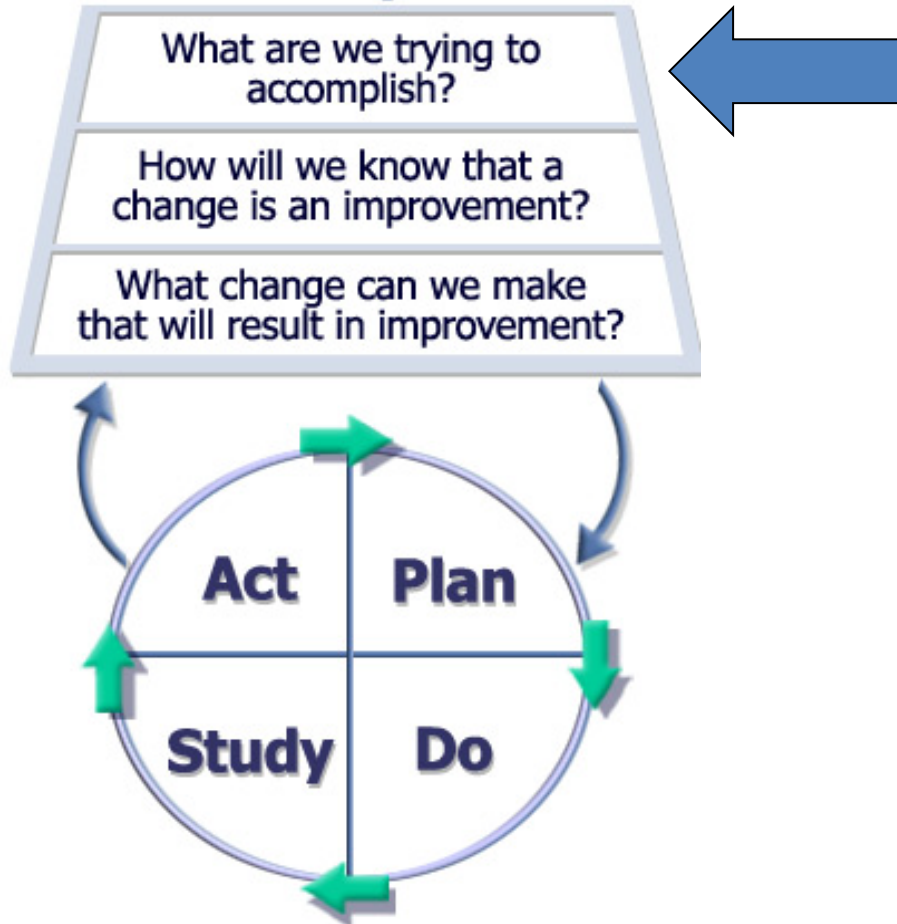 What are we trying to
accomplish?
How will we know that a
change is an improvement?
What change can we make
that will result in improvement?
Act
Plan
Study
Do